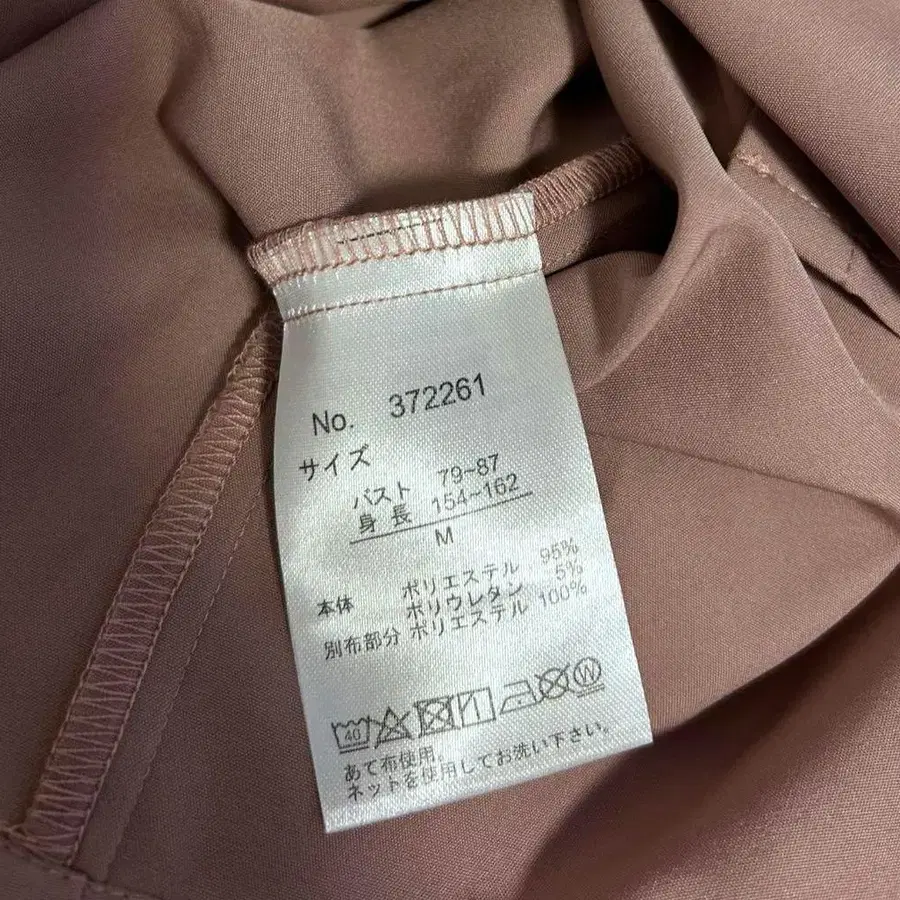 No. 372261
サイズ
バスト 79~87
身長 154~162
M
本体 ポリエステル 95%
ポリウレタン 5%
別布部分 ポリエステル 100%
40 W
あて布使用。
ネットを使用してお洗い下さい。